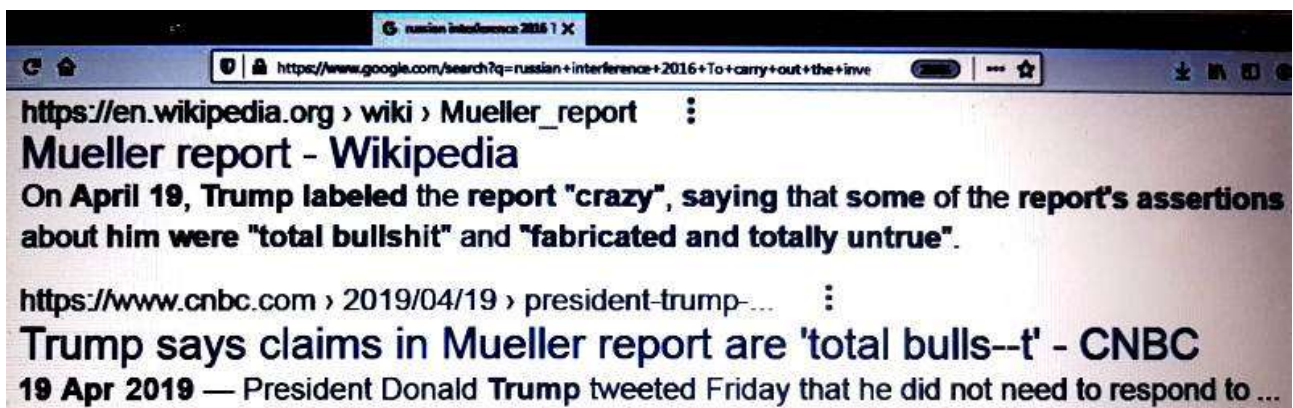 russian interference 2016 T
https://www.google.com/search?q=russian+interference+2016+To+carry+out+the+inve
https://en.wikipedia.org › wiki › Mueller_report
Mueller report - Wikipedia
On April 19, Trump labeled the report "crazy", saying that some of the report's assertions
about him were "total bullshit" and "fabricated and totally untrue".
https://www.cnbc.com › 2019/04/19 › president-trump-...
Trump says claims in Mueller report are 'total bulls--t' - CNBC
19 Apr 2019 — President Donald Trump tweeted Friday that he did not need to respond to ...